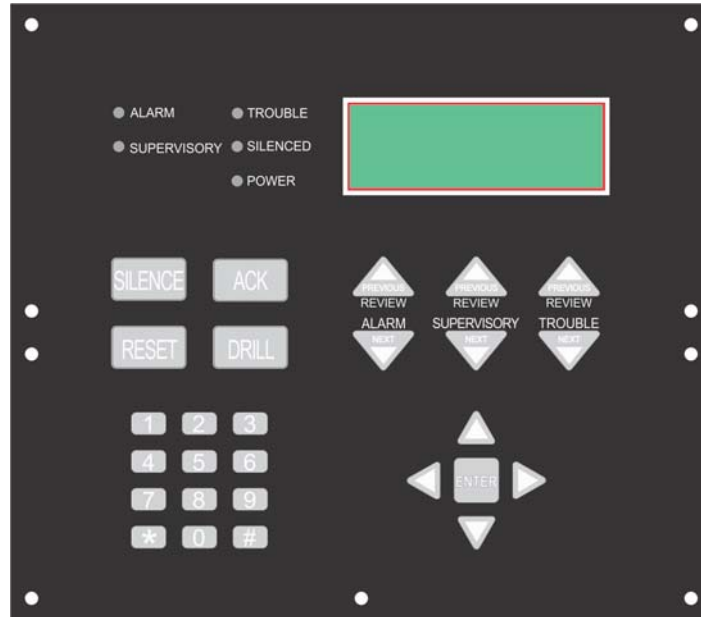 ALARM TROUBLE
SUPERVISORY SILENCED
POWER
SILENCE ACK
PREVIOUS PREVIOUS PREVIOUS
REVIEW REVIEW REVIEW
ALARM SUPERVISORY TROUBLE
NEXT NEXT NEXT
RESET DRILL
1 2 3
4 5 6
7 8 9
* 0 #
ENTER